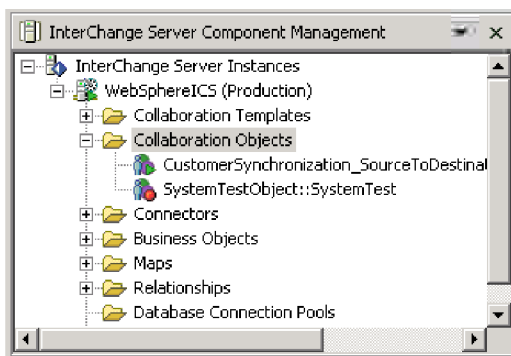 InterChange Server Component Management
InterChange Server Instances
WebSphereICS (Production)
Collaboration Templates
Collaboration Objects
CustomerSynchronization_SourceToDestinal
SystemTestObject::SystemTest
Connectors
Business Objects
Maps
Relationships
Database Connection Pools